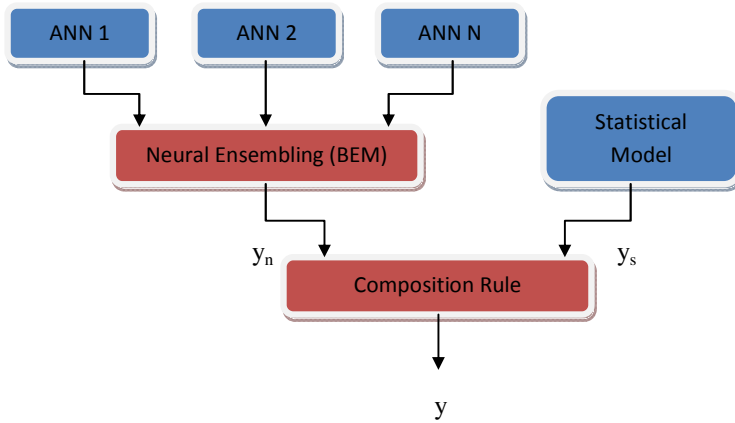 ANN 1
ANN 2
ANN N
Statistical
Model
Neural Ensembling (BEM)
yn
ys
Composition Rule
y